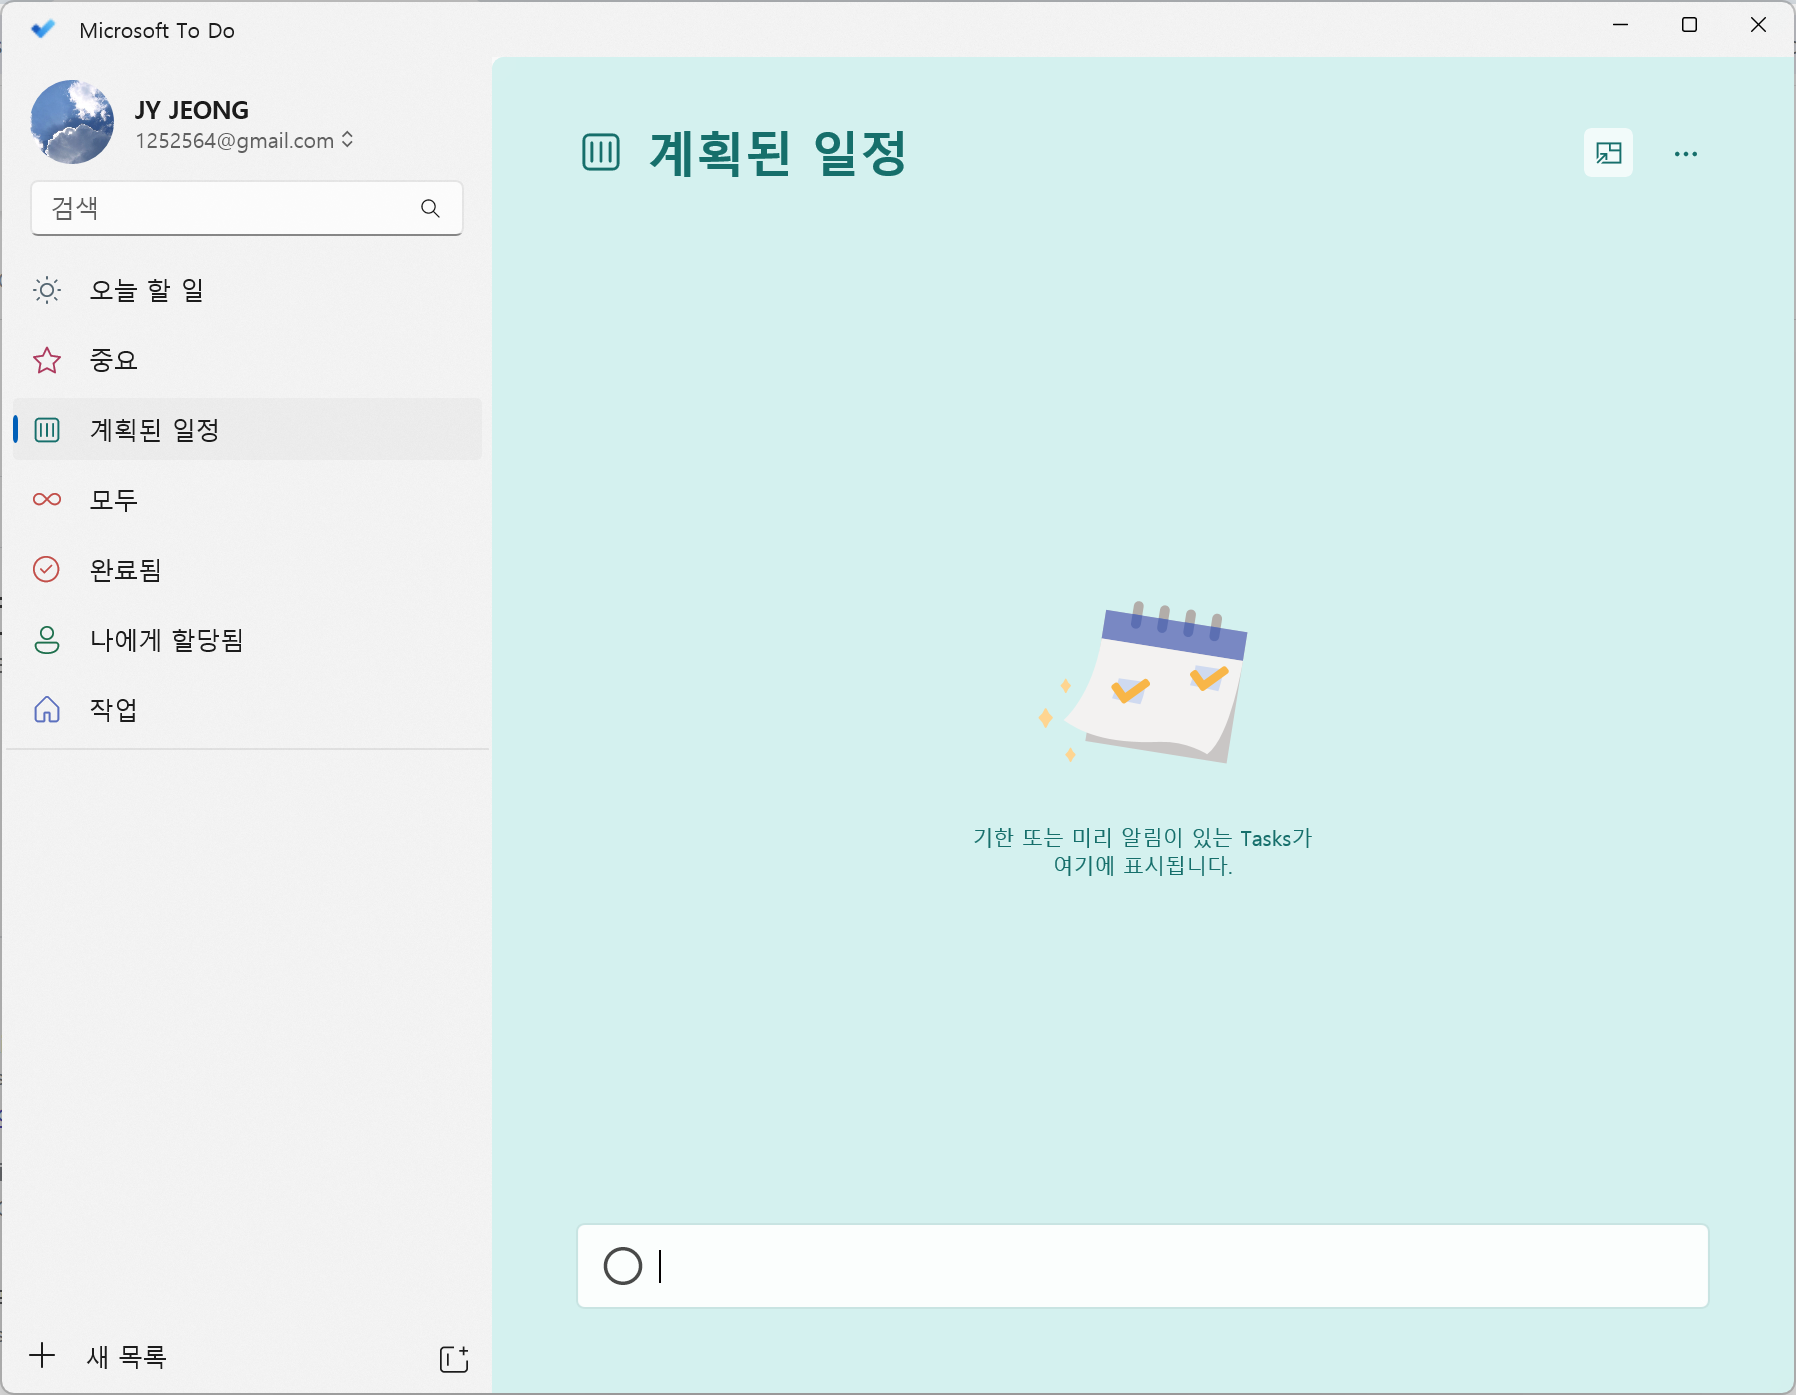 Microsoft To Do
JY JEONG
1252564@gmail.com
검색
오늘 할 일
중요
계획된 일정
모두
완료됨
나에게 할당됨
작업
새 목록
계획된 일정
기한 또는 미리 알림이 있는 Tasks가
여기에 표시됩니다.